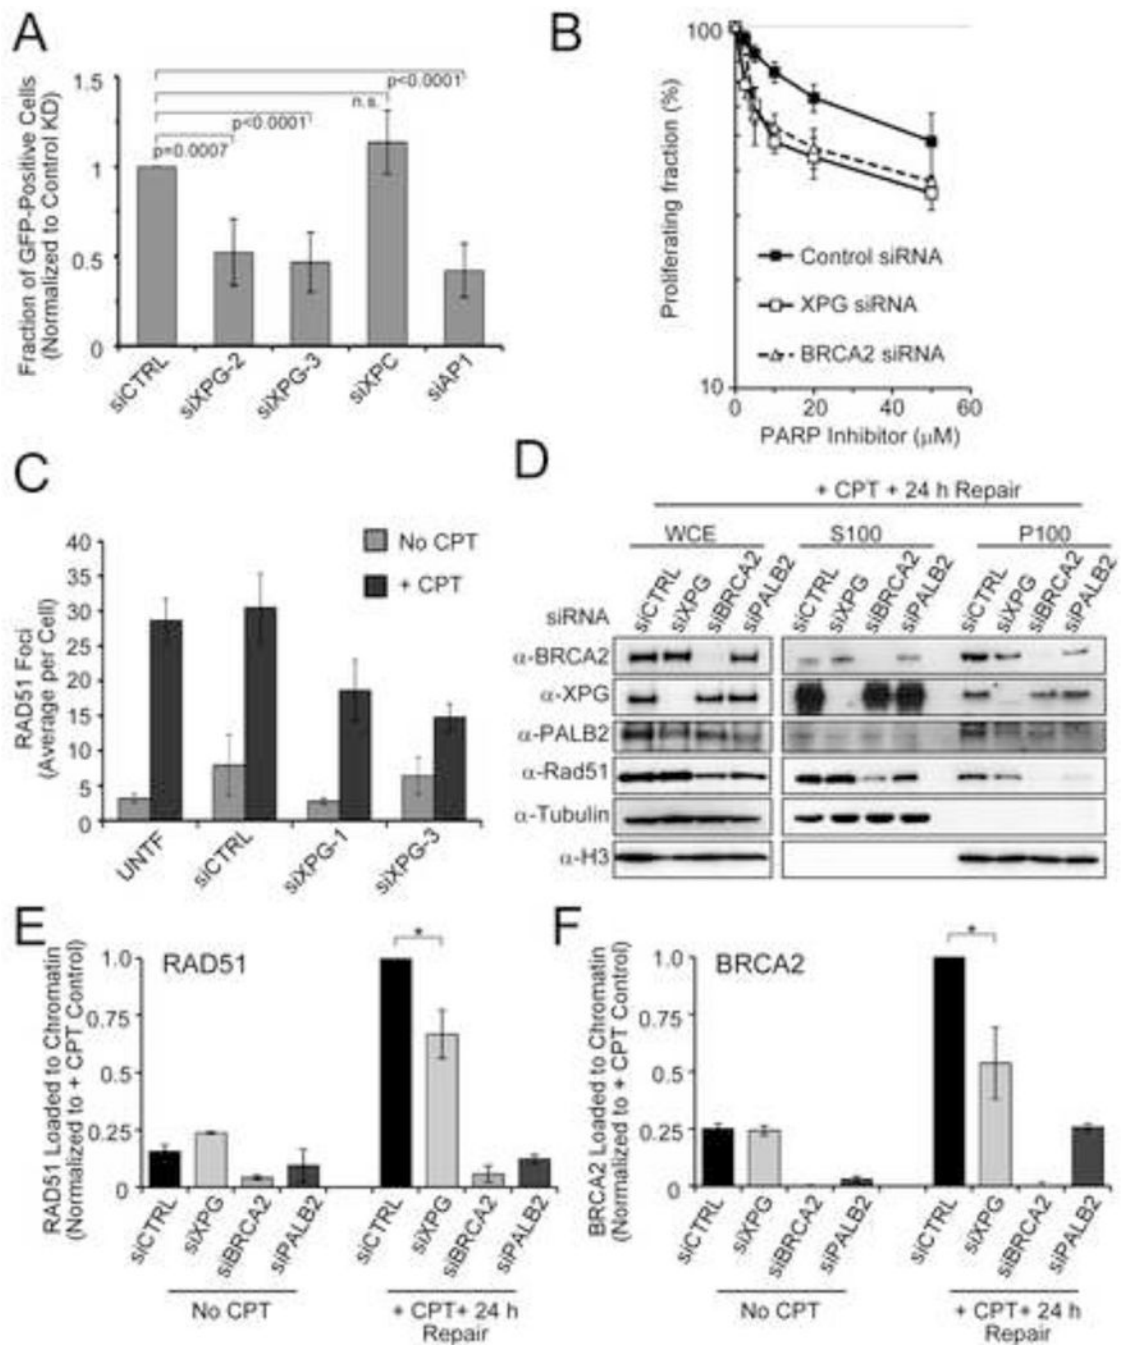 A
Fraction of GFP-Positive Cells
(Normalized to Control KD)
1.5
1
0.5
0
p<0.0001
n.s.
p<0.0001
p=0.0007
siCTRL
siXPG-2
siXPG-3
siXPC
siAP1
B
Proliferating fraction (%)
100
10
Control siRNA
XPG siRNA
BRCA2 siRNA
0
20
40
60
PARP Inhibitor (μM)
C
RAD51 Foci
(Average per Cell)
40
35
30
25
20
15
10
5
0
No CPT
+ CPT
UNTF
siCTRL
siXPG-1
siXPG-3
D
+ CPT + 24 h Repair
WCE
S100
P100
siRNA
siCTRL
siXPG
siBRCA2
siPALB2
siCTRL
siXPG
siBRCA2
siPALB2
siCTRL
siXPG
siBRCA2
siPALB2
α-BRCA2
α-XPG
α-PALB2
α-Rad51
α-Tubulin
α-H3
E
RAD51 Loaded to Chromatin
(Normalized to + CPT Control)
RAD51
1.0
0.75
0.5
0.25
0
*
siCTRL
siXPG
siBRCA2
siPALB2
siCTRL
siXPG
siBRCA2
siPALB2
No CPT
+ CPT+ 24 h
Repair
F
BRCA2 Loaded to Chromatin
(Normalized to + CPT Control)
BRCA2
1.0
0.75
0.5
0.25
0
*
siCTRL
siXPG
siBRCA2
siPALB2
siCTRL
siXPG
siBRCA2
siPALB2
No CPT
+ CPT+ 24 h
Repair